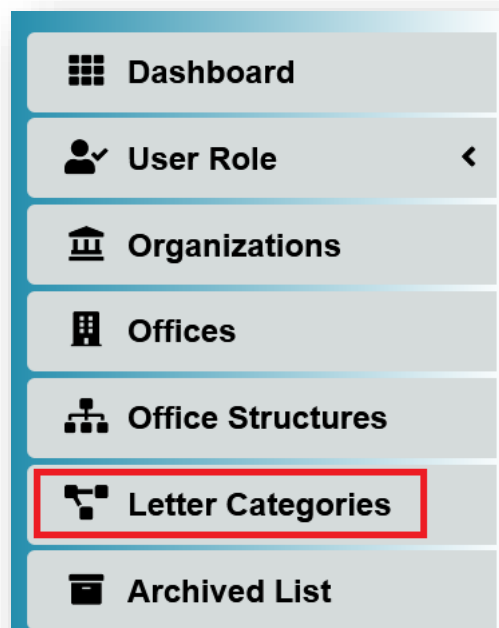 Dashboard
User Role
Organizations
Offices
Office Structures
Letter Categories
Archived List